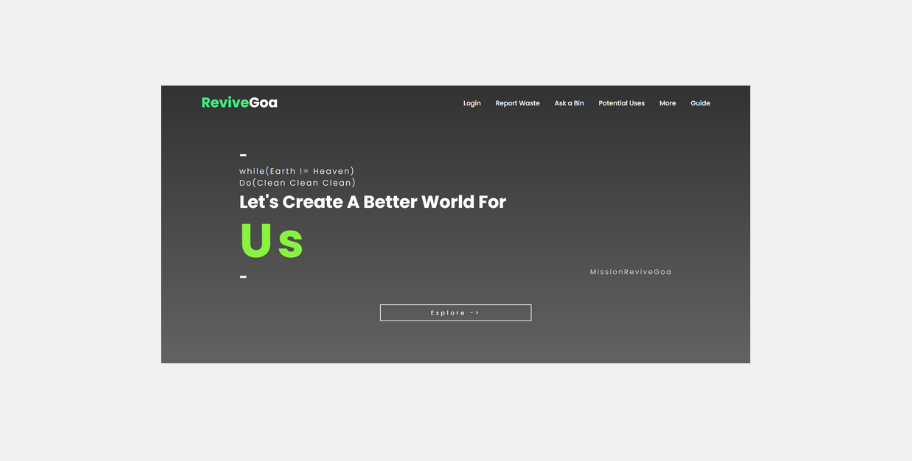 ReviveGoa
Login Report Waste Ask a Bin Potential Uses More Guide
-
while(Earth != Heaven)
Do(Clean Clean Clean)
Let's Create A Better World For
Us
-
MissionReviveGoa
Explore ->